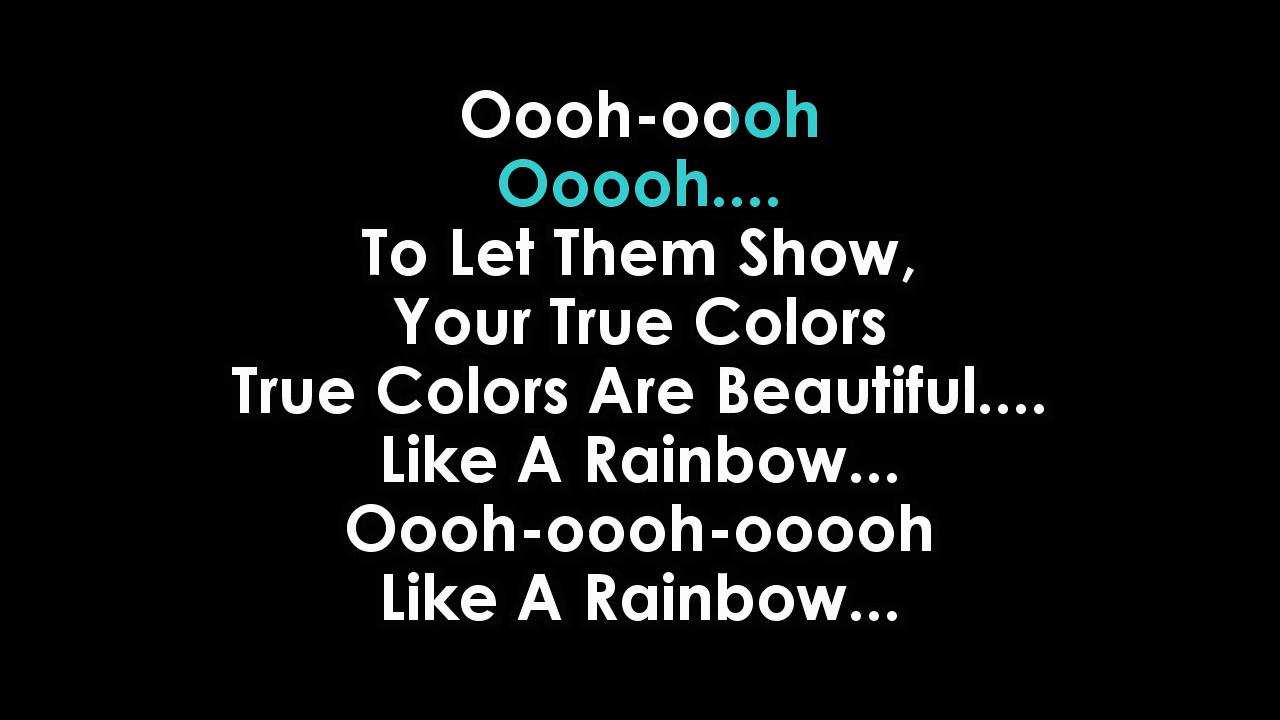 Oooh-oooh
Ooooh....
To Let Them Show,
Your True Colors
True Colors Are Beautiful....
Like A Rainbow...
Oooh-oooh-ooooh
Like A Rainbow...